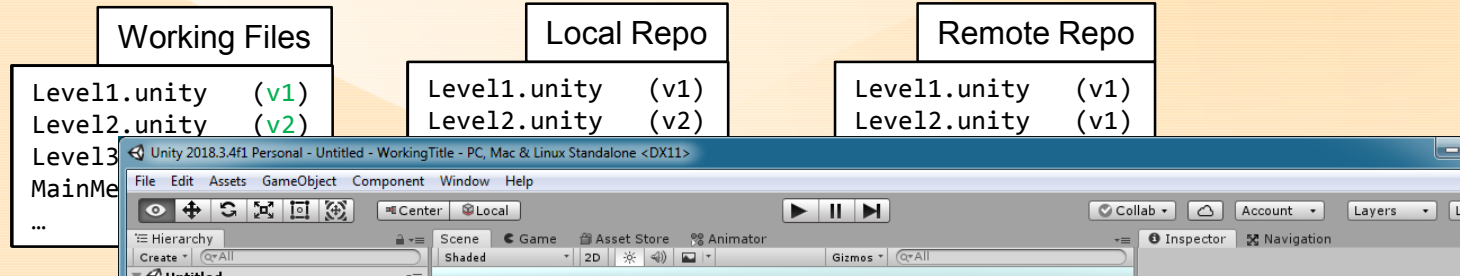 Working Files
Level1.unity (v1)
Level2.unity (v2)
Level3
MainMe
…
Local Repo
Level1.unity (v1)
Level2.unity (v2)
Remote Repo
Level1.unity (v1)
Level2.unity (v1)
Unity 2018.3.4f1 Personal - Untitled - WorkingTitle - PC, Mac & Linux Standalone <DX11>
File Edit Assets GameObject Component Window Help
Center Local Collab Account Layers L
Hierarchy Scene Game Asset Store Animator Inspector Navigation
Create All Shaded 2D Gizmos All
Untitled